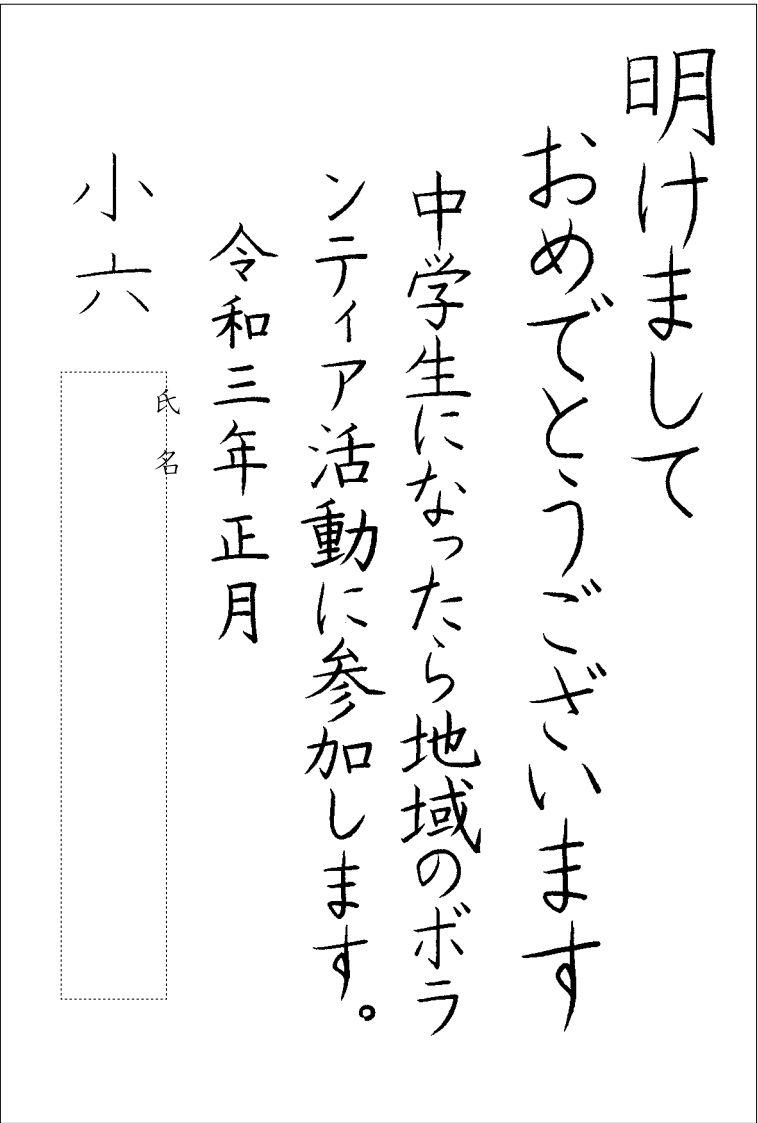 明けまして
おめでとうございます
中学生になったら地域のボラ
ンティア活動に参加します。
令和三年正月
小六
氏名